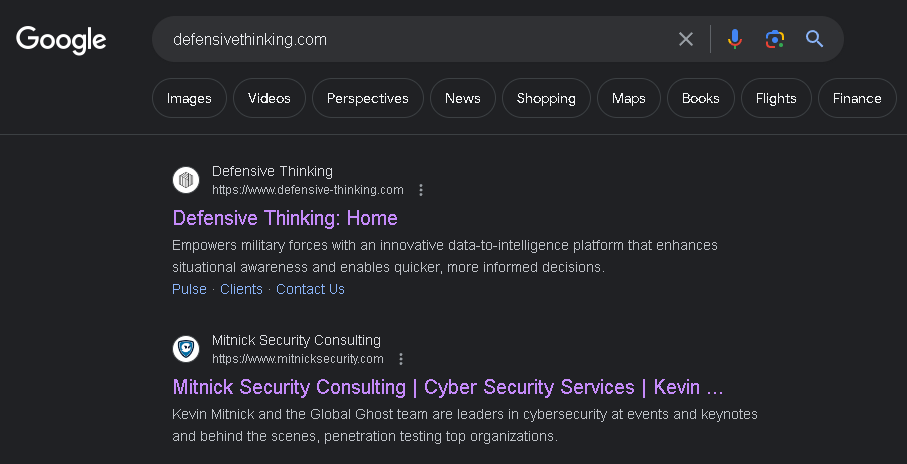 Google
defensivethinking.com
Images Videos Perspectives News Shopping Maps Books Flights Finance
Defensive Thinking
https://www.defensive-thinking.com
Defensive Thinking: Home
Empowers military forces with an innovative data-to-intelligence platform that enhances
situational awareness and enables quicker, more informed decisions.
Pulse · Clients · Contact Us
Mitnick Security Consulting
https://www.mitnicksecurity.com
Mitnick Security Consulting | Cyber Security Services | Kevin ...
Kevin Mitnick and the Global Ghost team are leaders in cybersecurity at events and keynotes
and behind the scenes, penetration testing top organizations.